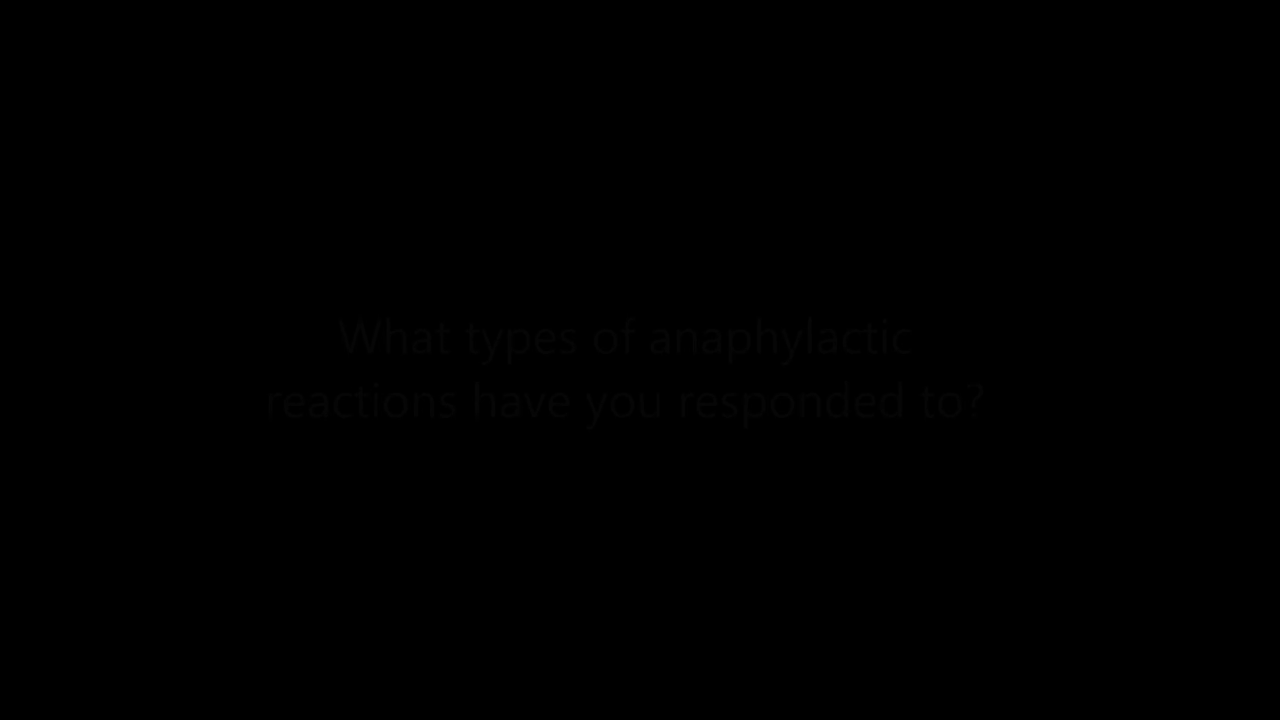 What types of anaphylactic
reactions have you responded to?